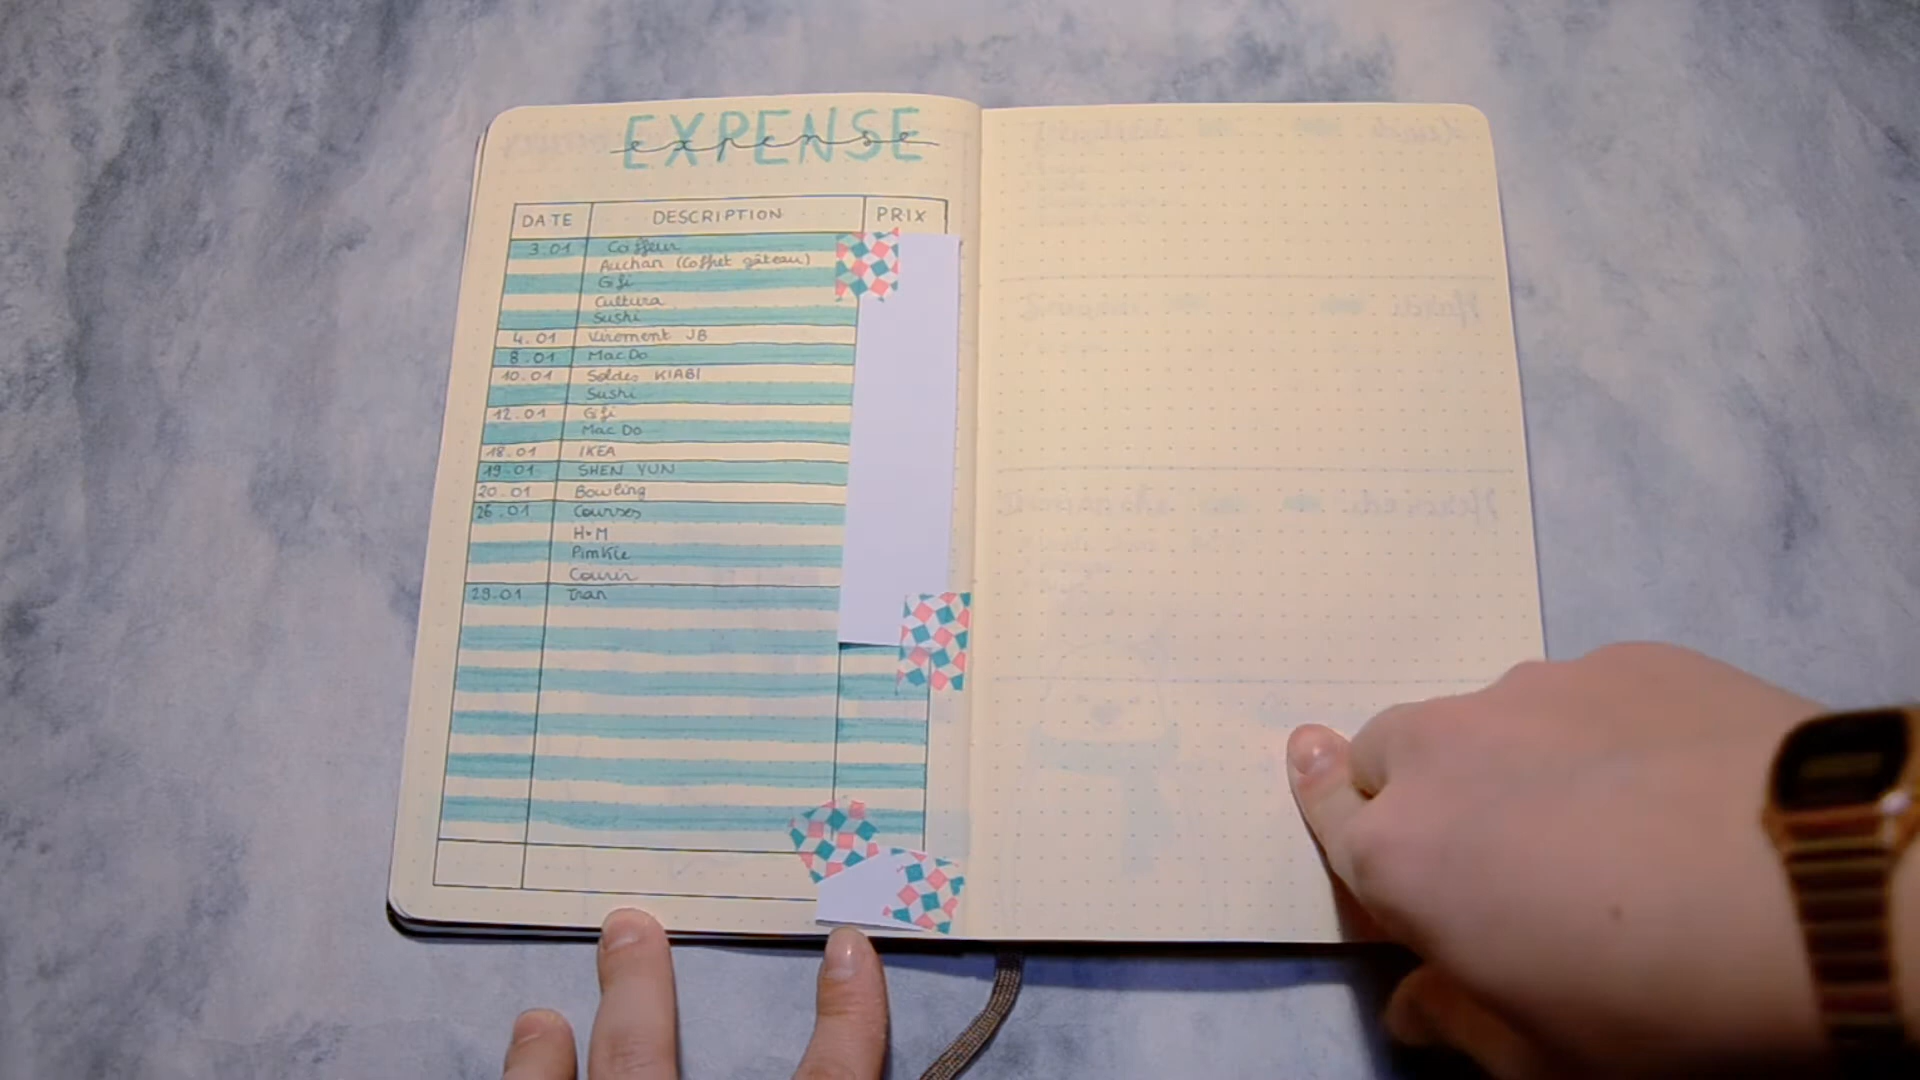 EXPENSE
expense
DATE DESCRIPTION PRIX
3.01 Coiffeur
Auchan (Coffret gâteau)
Gifi
Cultura
Sushi
4.01 Virement JB
8.01 Mac Do
10.01 Soldes KIABI
Sushi
12.01 Gifi
Mac Do
18.01 IKEA
19.01 SHEN YUN
20.01 Bowling
26.01 Courses
H&M
Pimkie
Courir
29.01